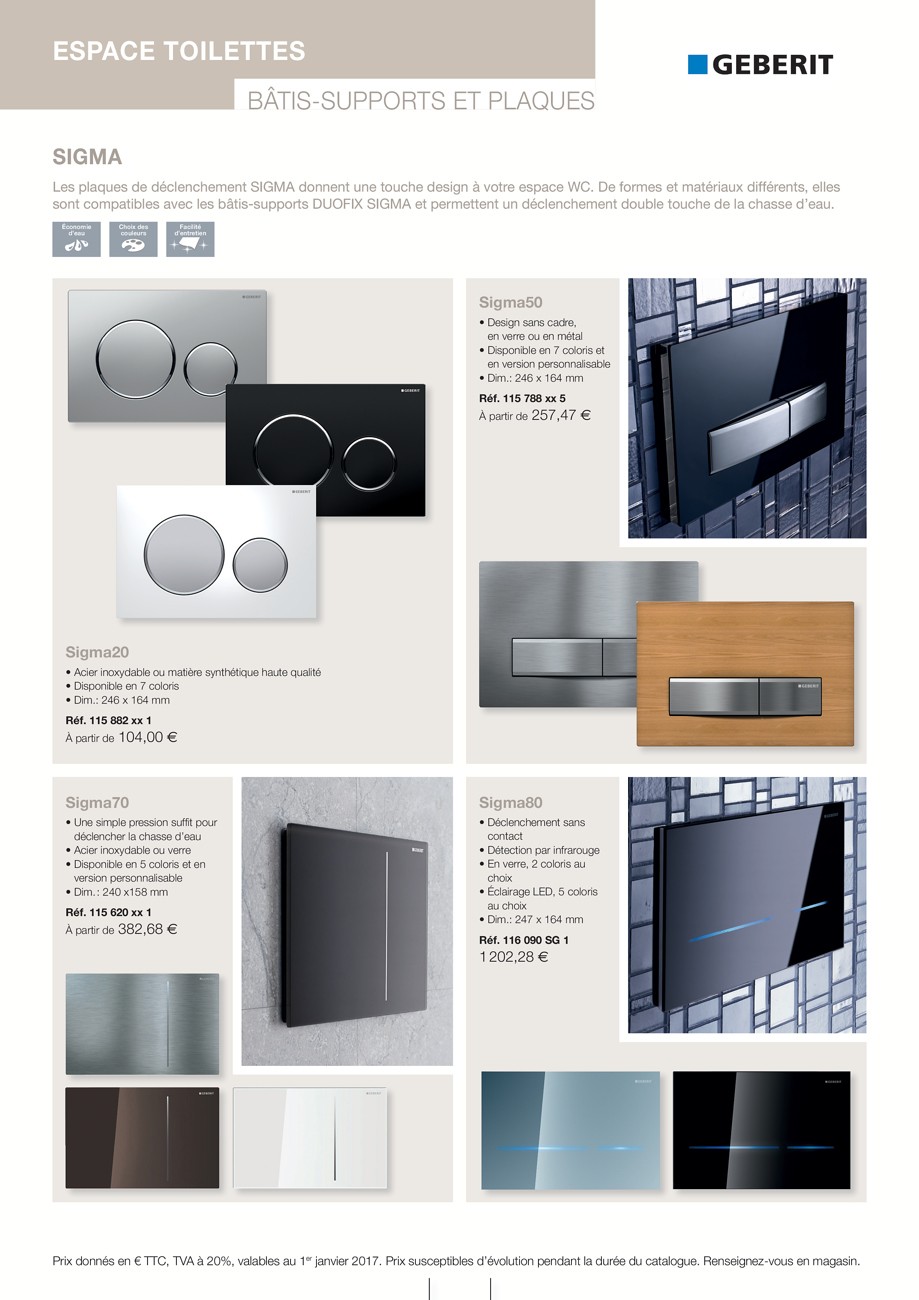 ESPACE TOILETTES
GEBERIT
BÂTIS-SUPPORTS ET PLAQUES
SIGMA
Les plaques de déclenchement SIGMA donnent une touche design à votre espace WC. De formes et matériaux différents, elles
sont compatibles avec les bâtis-supports DUOFIX SIGMA et permettent un déclenchement double touche de la chasse d'eau.
Économie
d'eau
Choix des
couleurs
Facilité
d'entretien
GEBERIT
GEBERIT
GEBERIT
Sigma20
• Acier inoxydable ou matière synthétique haute qualité
• Disponible en 7 coloris
• Dim.: 246 x 164 mm
Réf. 115 882 xx 1
À partir de 104,00 €
Sigma50
• Design sans cadre,
en verre ou en métal
• Disponible en 7 coloris et
en version personnalisable
• Dim.: 246 x 164 mm
Réf. 115 788 xx 5
À partir de 257,47 €
GEBERIT
Sigma70
• Une simple pression suffit pour
déclencher la chasse d'eau
• Acier inoxydable ou verre
• Disponible en 5 coloris et en
version personnalisable
• Dim.: 240 x158 mm
Réf. 115 620 xx 1
À partir de 382,68 €
GEBERIT
GEBERIT
Sigma80
• Déclenchement sans
contact
• Détection par infrarouge
• En verre, 2 coloris au
choix
• Éclairage LED, 5 coloris
au choix
• Dim.: 247 x 164 mm
Réf. 116 090 SG 1
1 202,28 €
GEBERIT
GEBERIT
Prix donnés en € TTC, TVA à 20%, valables au 1er janvier 2017. Prix susceptibles d'évolution pendant la durée du catalogue. Renseignez-vous en magasin.